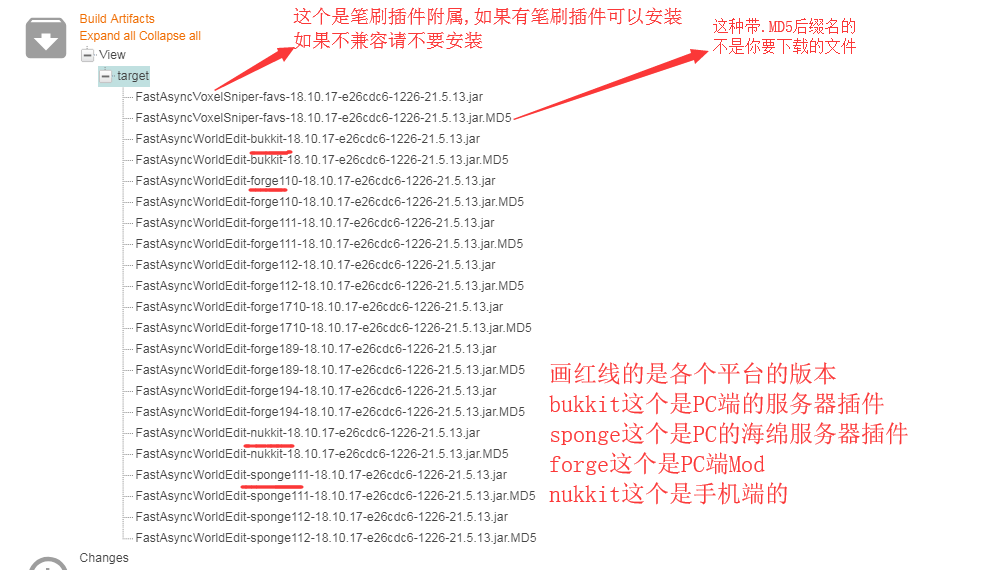 Build Artifacts
Expand all Collapse all
这个是笔刷插件附属,如果有笔刷插件可以安装
如果不兼容请不要安装
这种带.MD5后缀名的
不是你要下载的文件
View
target
FastAsyncVoxelSniper-favs-18.10.17-e26cdc6-1226-21.5.13.jar
FastAsyncVoxelSniper-favs-18.10.17-e26cdc6-1226-21.5.13.jar.MD5
FastAsyncWorldEdit-bukkit-18.10.17-e26cdc6-1226-21.5.13.jar
FastAsyncWorldEdit-bukkit-18.10.17-e26cdc6-1226-21.5.13.jar.MD5
FastAsyncWorldEdit-forge110-18.10.17-e26cdc6-1226-21.5.13.jar
FastAsyncWorldEdit-forge110-18.10.17-e26cdc6-1226-21.5.13.jar.MD5
FastAsyncWorldEdit-forge111-18.10.17-e26cdc6-1226-21.5.13.jar
FastAsyncWorldEdit-forge111-18.10.17-e26cdc6-1226-21.5.13.jar.MD5
FastAsyncWorldEdit-forge112-18.10.17-e26cdc6-1226-21.5.13.jar
FastAsyncWorldEdit-forge112-18.10.17-e26cdc6-1226-21.5.13.jar.MD5
FastAsyncWorldEdit-forge1710-18.10.17-e26cdc6-1226-21.5.13.jar
FastAsyncWorldEdit-forge1710-18.10.17-e26cdc6-1226-21.5.13.jar.MD5
FastAsyncWorldEdit-forge189-18.10.17-e26cdc6-1226-21.5.13.jar
FastAsyncWorldEdit-forge189-18.10.17-e26cdc6-1226-21.5.13.jar.MD5
FastAsyncWorldEdit-forge194-18.10.17-e26cdc6-1226-21.5.13.jar
FastAsyncWorldEdit-forge194-18.10.17-e26cdc6-1226-21.5.13.jar.MD5
FastAsyncWorldEdit-nukkit-18.10.17-e26cdc6-1226-21.5.13.jar
FastAsyncWorldEdit-nukkit-18.10.17-e26cdc6-1226-21.5.13.jar.MD5
FastAsyncWorldEdit-sponge111-18.10.17-e26cdc6-1226-21.5.13.jar
FastAsyncWorldEdit-sponge111-18.10.17-e26cdc6-1226-21.5.13.jar.MD5
FastAsyncWorldEdit-sponge112-18.10.17-e26cdc6-1226-21.5.13.jar
FastAsyncWorldEdit-sponge112-18.10.17-e26cdc6-1226-21.5.13.jar.MD5
画红线的是各个平台的版本
bukkit这个是PC端的服务器插件
sponge这个是PC的海绵服务器插件
forge这个是PC端Mod
nukkit这个是手机端的
Changes